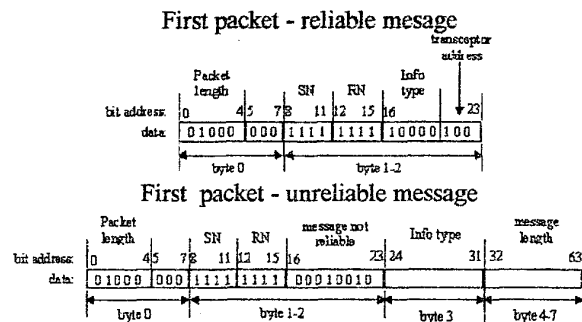 First packet - reliable mesage
transceptor
address
Packet
length
SN
RN
Info
type
bit address: 0 4 5 7 8 11 12 15 16 23
data: 01000 000 1111 1111 10000 100
byte 0 byte 1-2
First packet - unreliable message
Packet
length
SN
RN
message not
reliable
Info type
message
length
bit address: 0 4 5 7 8 11 12 15 16 23 24 31 32 63
data: 01000 000 1111 1111 00010010
byte 0 byte 1-2 byte 3 byte 4-7